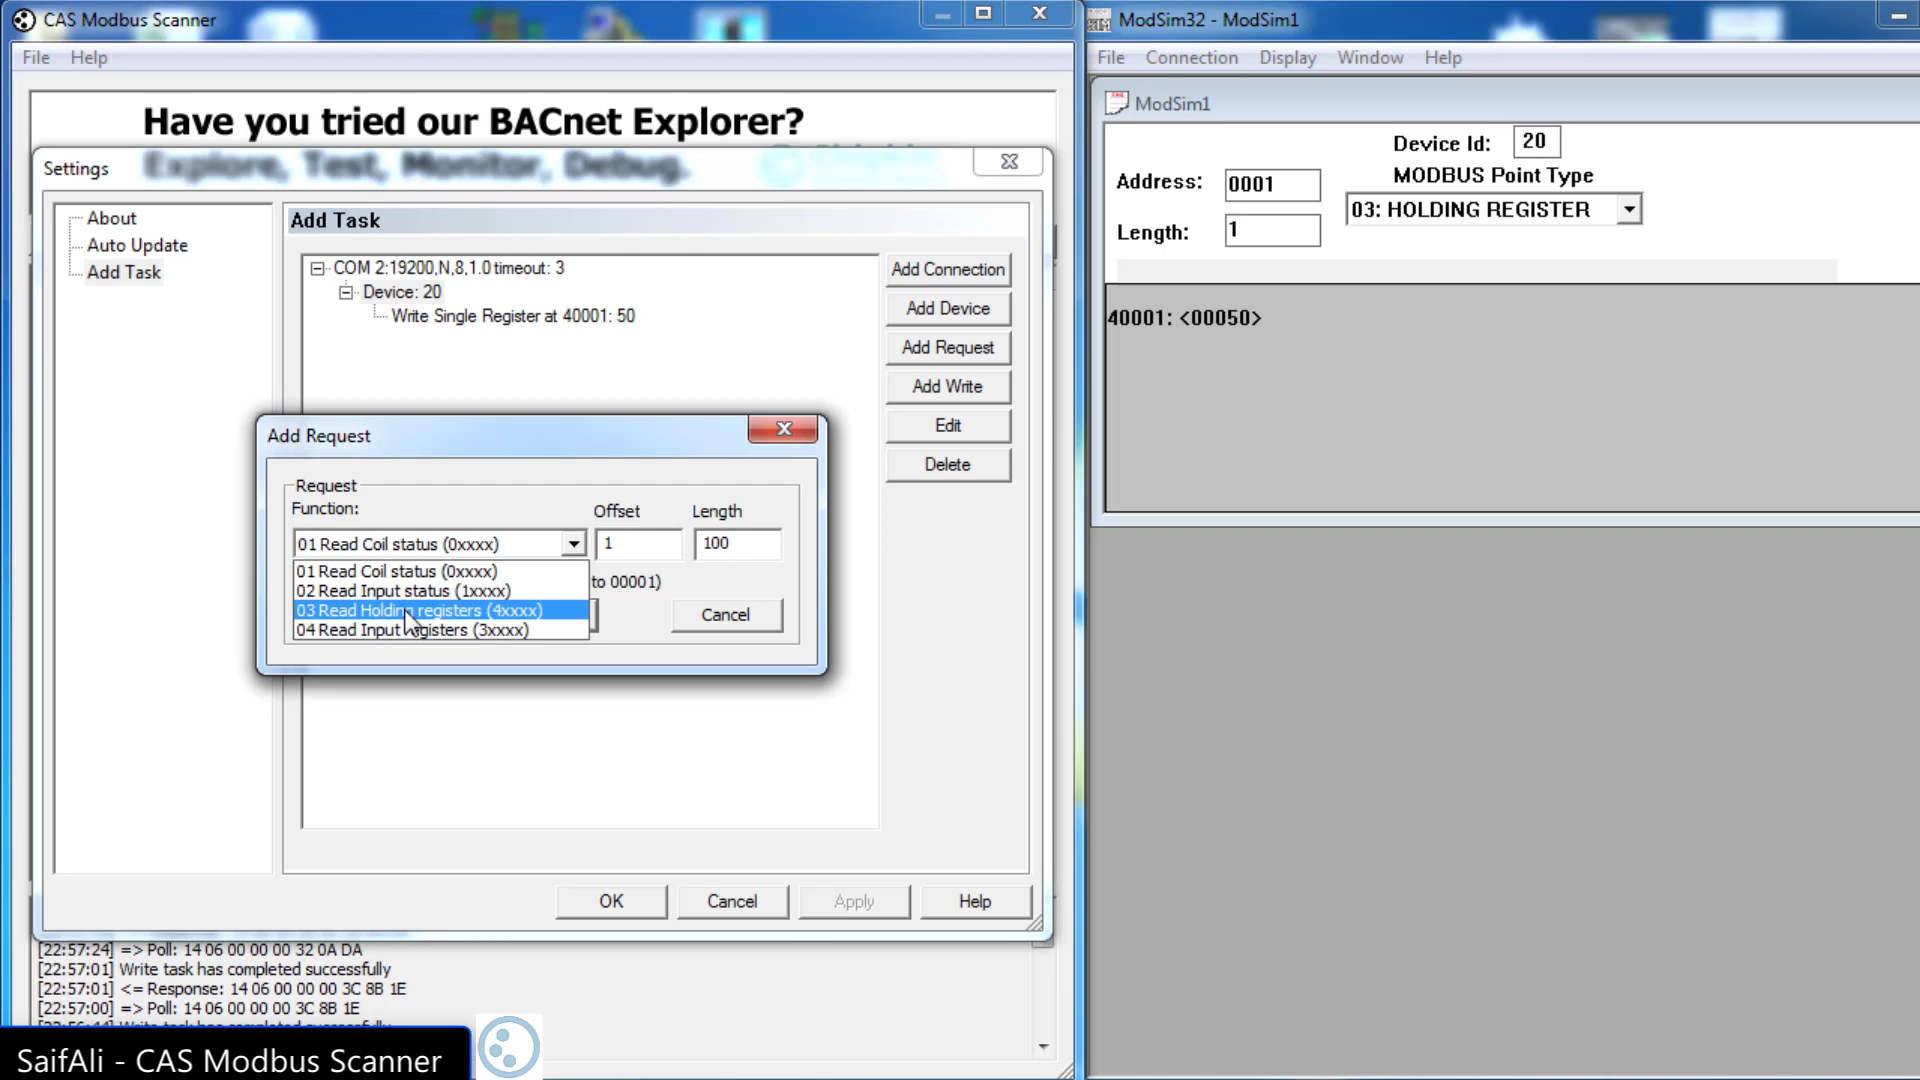 CAS Modbus Scanner
File Help
Have you tried our BACnet Explorer?
Explore, Test, Monitor, Debug.
Settings
About
Auto Update
Add Task
Add Task
COM 2:19200,N,8,1.0 timeout: 3
Device: 20
Write Single Register at 40001: 50
Add Connection
Add Device
Add Request
Add Write
Edit
Delete
Add Request
Request
Function:
Offset
Length
01 Read Coil status (0xxxx)
1
100
01 Read Coil status (0xxxx)
02 Read Input status (1xxxx)
03 Read Holding registers (4xxxx)
04 Read Input registers (3xxxx)
to 00001)
Cancel
OK
Cancel
Apply
Help
[22:57:24] => Poll: 14 06 00 00 00 32 0A DA
[22:57:01] Write task has completed successfully
[22:57:01] <= Response: 14 06 00 00 00 3C 8B 1E
[22:57:00] => Poll: 14 06 00 00 00 3C 8B 1E
SaifAli - CAS Modbus Scanner
ModSim32 - ModSim1
File Connection Display Window Help
ModSim1
Device Id: 20
Address: 0001
MODBUS Point Type
03: HOLDING REGISTER
Length: 1
40001: <00050>